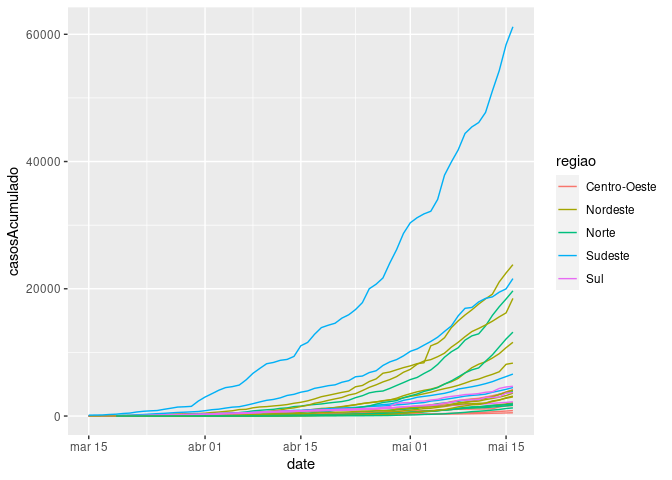 60000
40000
20000
0
casosAcumulado
mar 15
abr 01
abr 15
mai 01
mai 15
date
regiao
Centro-Oeste
Nordeste
Norte
Sudeste
Sul